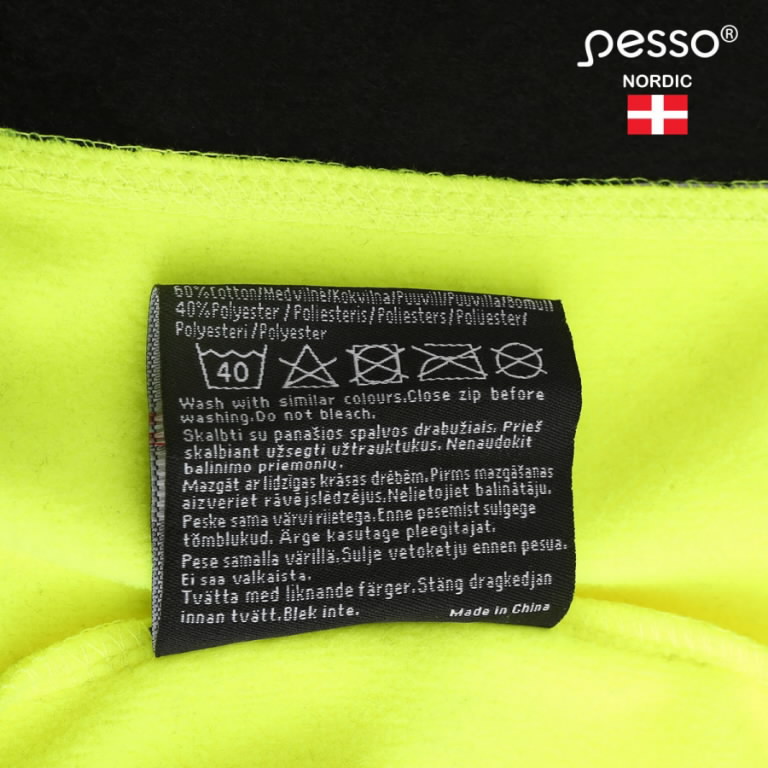 pesso®
NORDIC
60%Cotton/Medvilnė/Kokvilna/Puuvill/Puuvilla/Bomull
40%Polyester / Poliesteris/Poliesters/Polüester/
Polyesteri/Polyester
40
Wash with similar colours.Close zip before
washing.Do not bleach.
Skalbti su panašios spalvos drabužiais. Prieš
skalbiant užsegti užtrauktukus. Nenaudokit
balinimo priemonių.
Mazgāt ar līdzīgas krāsas drēbēm.Pirms mazgāšanas
aizveriet rāvējslēdzējus.Nelietojiet balinātāju.
Peske sama värvi riietega.Enne pesemist sulgege
tõmblukud. Ärge kasutage pleegitajat.
Pese samalla värillä.Sulje vetoketju ennen pesua.
Ei saa valkaista.
Tvätta med liknande färger.Stäng dragkedjan
innan tvätt.Blek inte.
Made in China